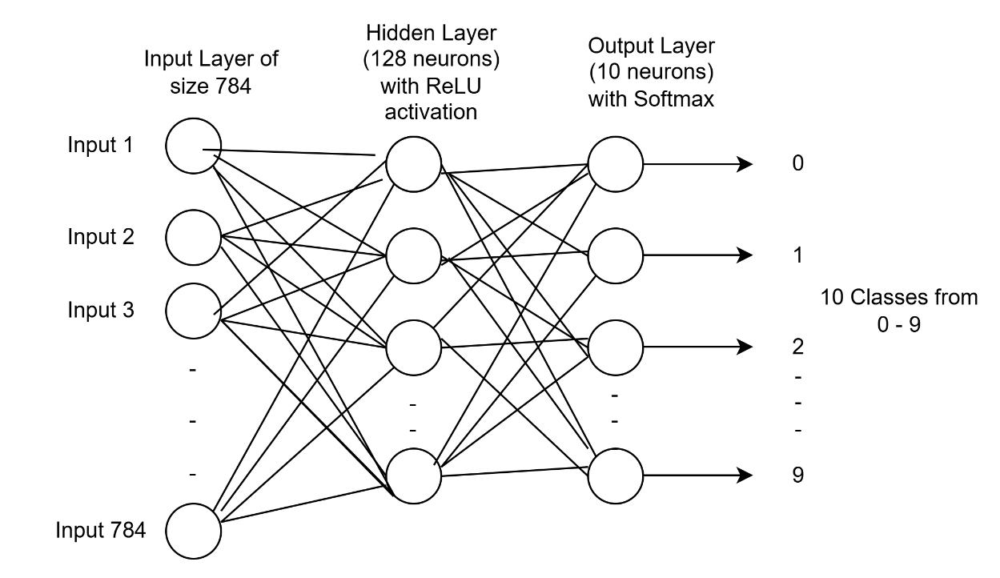 Input Layer of
size 784
Hidden Layer
(128 neurons)
with ReLU
activation
Output Layer
(10 neurons)
with Softmax
Input 1
Input 2
Input 3
-
-
-
Input 784
-
-
-
-
0
1
2
-
-
-
9
10 Classes from
0 - 9